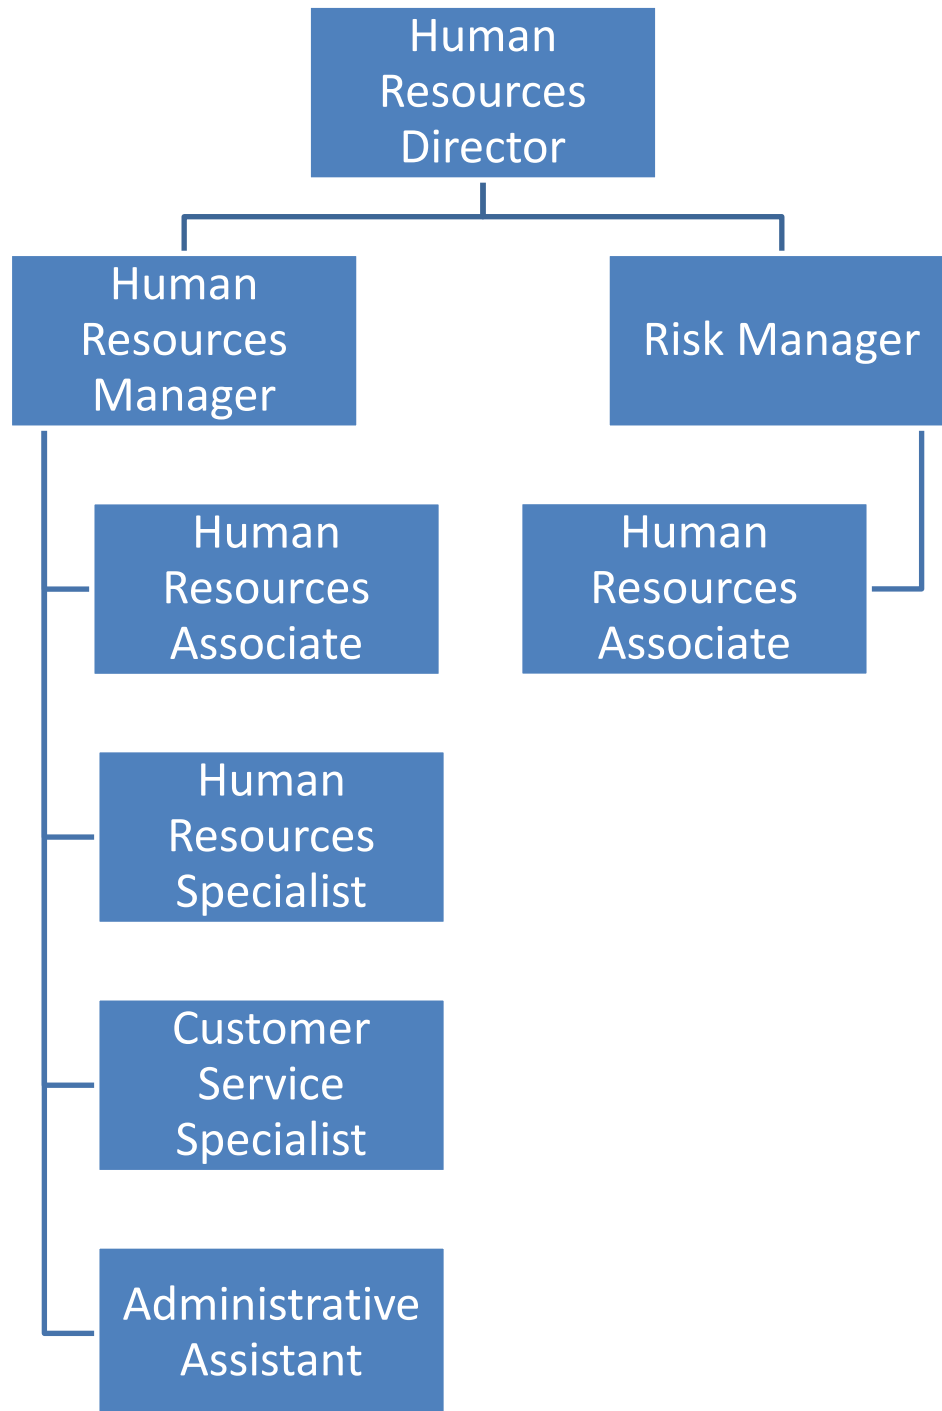 Human
Resources
Director
Human
Resources
Manager
Risk Manager
Human
Resources
Associate
Human
Resources
Associate
Human
Resources
Specialist
Customer
Service
Specialist
Administrative
Assistant